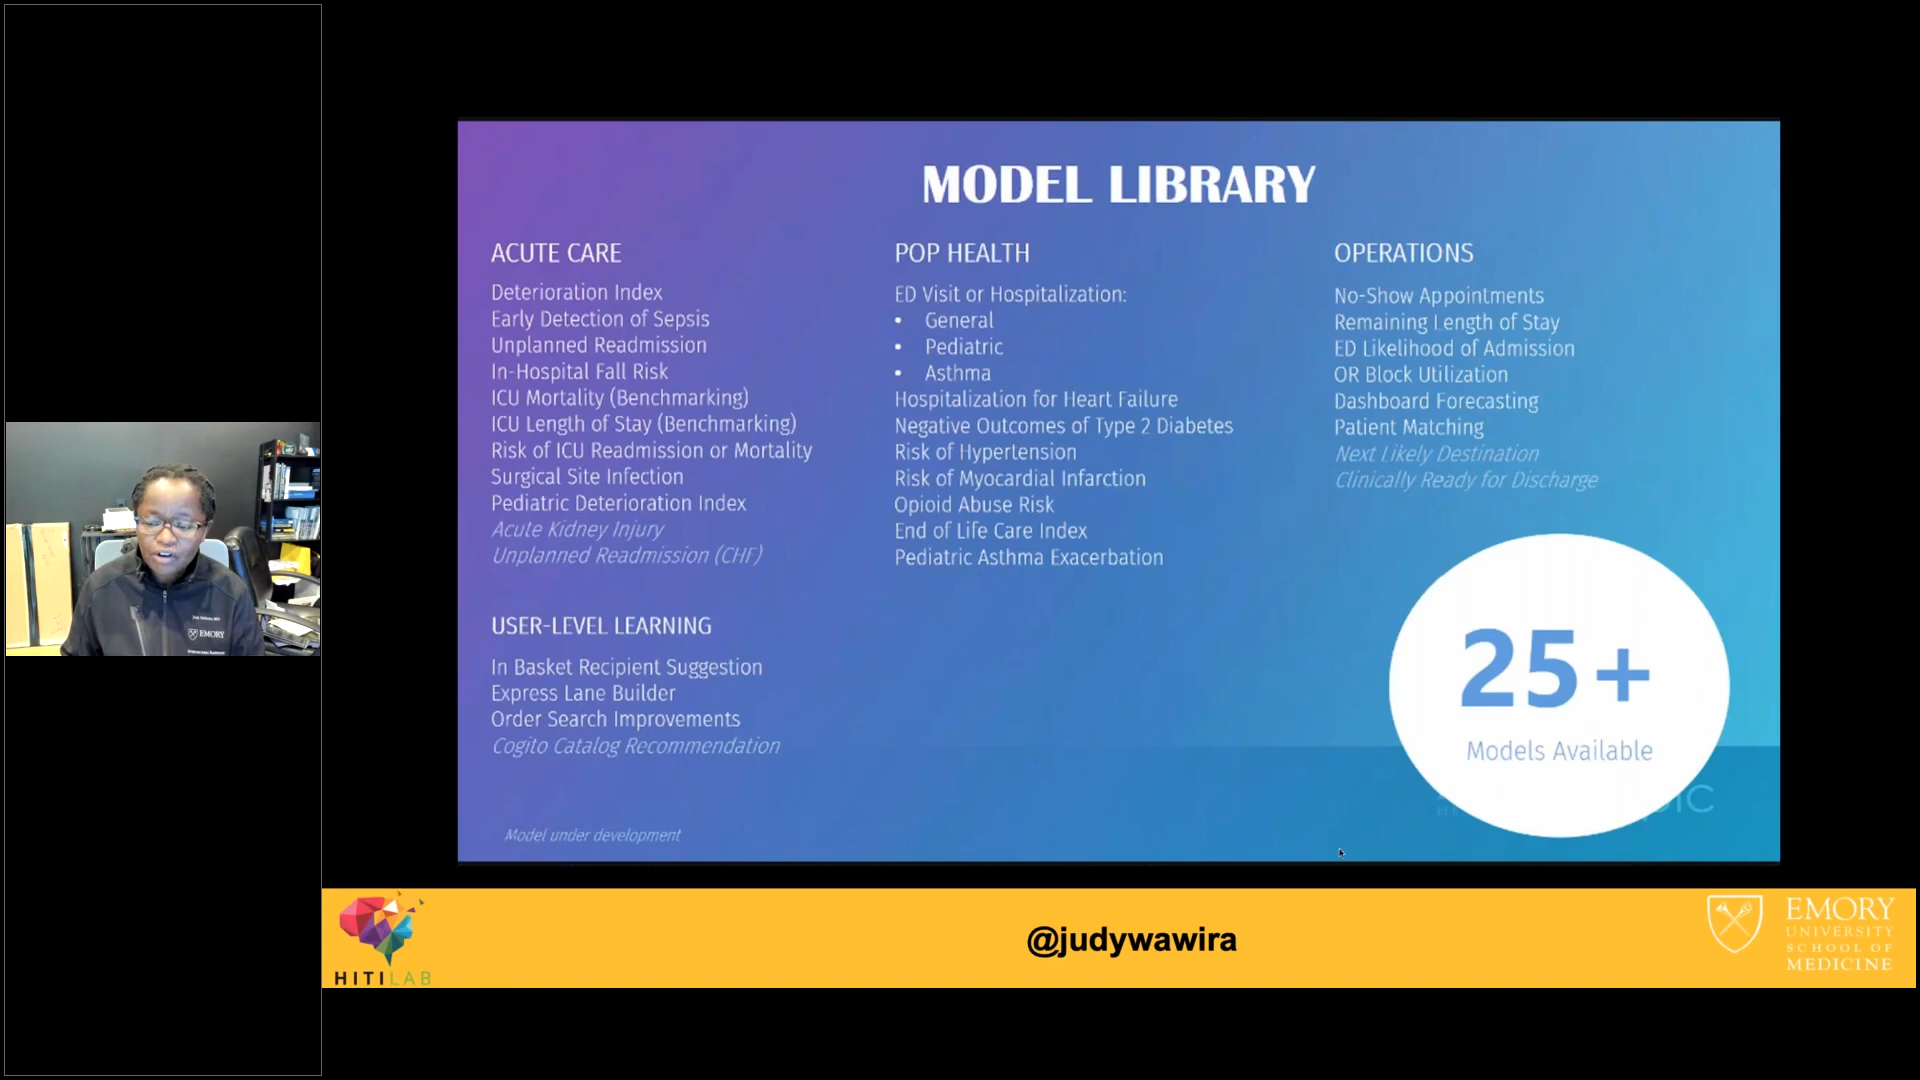 MODEL LIBRARY
ACUTE CARE
Deterioration Index
Early Detection of Sepsis
Unplanned Readmission
In-Hospital Fall Risk
ICU Mortality (Benchmarking)
ICU Length of Stay (Benchmarking)
Risk of ICU Readmission or Mortality
Surgical Site Infection
Pediatric Deterioration Index
Acute Kidney Injury
Unplanned Readmission (CHF)
USER-LEVEL LEARNING
In Basket Recipient Suggestion
Express Lane Builder
Order Search Improvements
Cogito Catalog Recommendation
Model under development
POP HEALTH
ED Visit or Hospitalization:
• General
• Pediatric
• Asthma
Hospitalization for Heart Failure
Negative Outcomes of Type 2 Diabetes
Risk of Hypertension
Risk of Myocardial Infarction
Opioid Abuse Risk
End of Life Care Index
Pediatric Asthma Exacerbation
OPERATIONS
No-Show Appointments
Remaining Length of Stay
ED Likelihood of Admission
OR Block Utilization
Dashboard Forecasting
Patient Matching
Next Likely Destination
Clinically Ready for Discharge
25+
Models Available
EMORY
HITILAB
@judywawira
EMORY
UNIVERSITY
SCHOOL OF
MEDICINE